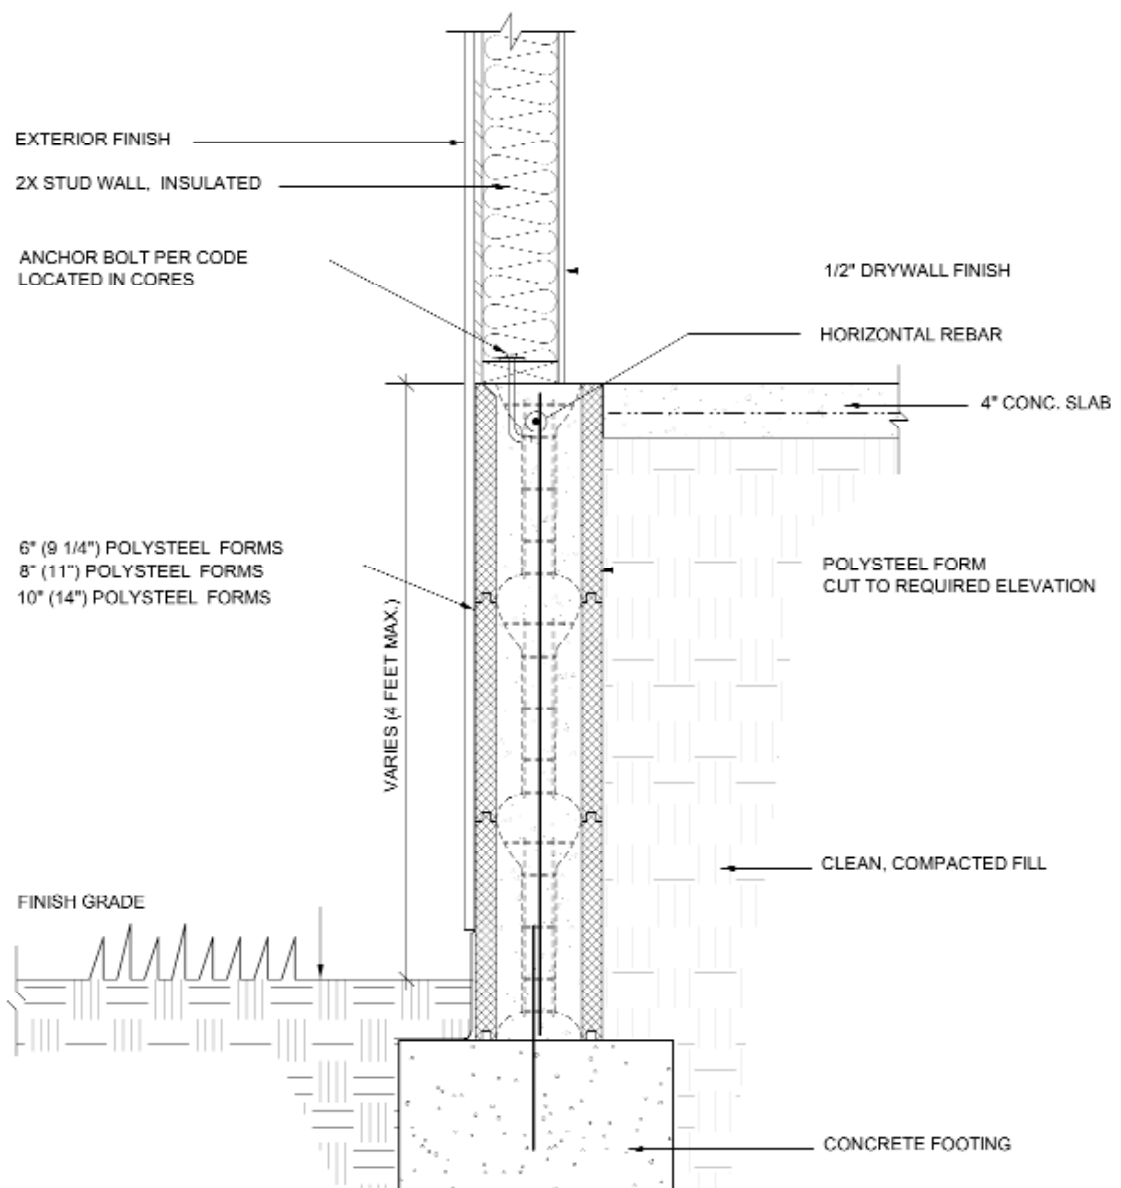 EXTERIOR FINISH
2X STUD WALL, INSULATED
ANCHOR BOLT PER CODE
LOCATED IN CORES
1/2" DRYWALL FINISH
HORIZONTAL REBAR
4" CONC. SLAB
6" (9 1/4") POLYSTEEL FORMS
8" (11") POLYSTEEL FORMS
10" (14") POLYSTEEL FORMS
POLYSTEEL FORM
CUT TO REQUIRED ELEVATION
VARIES (4 FEET MAX.)
CLEAN, COMPACTED FILL
FINISH GRADE
CONCRETE FOOTING